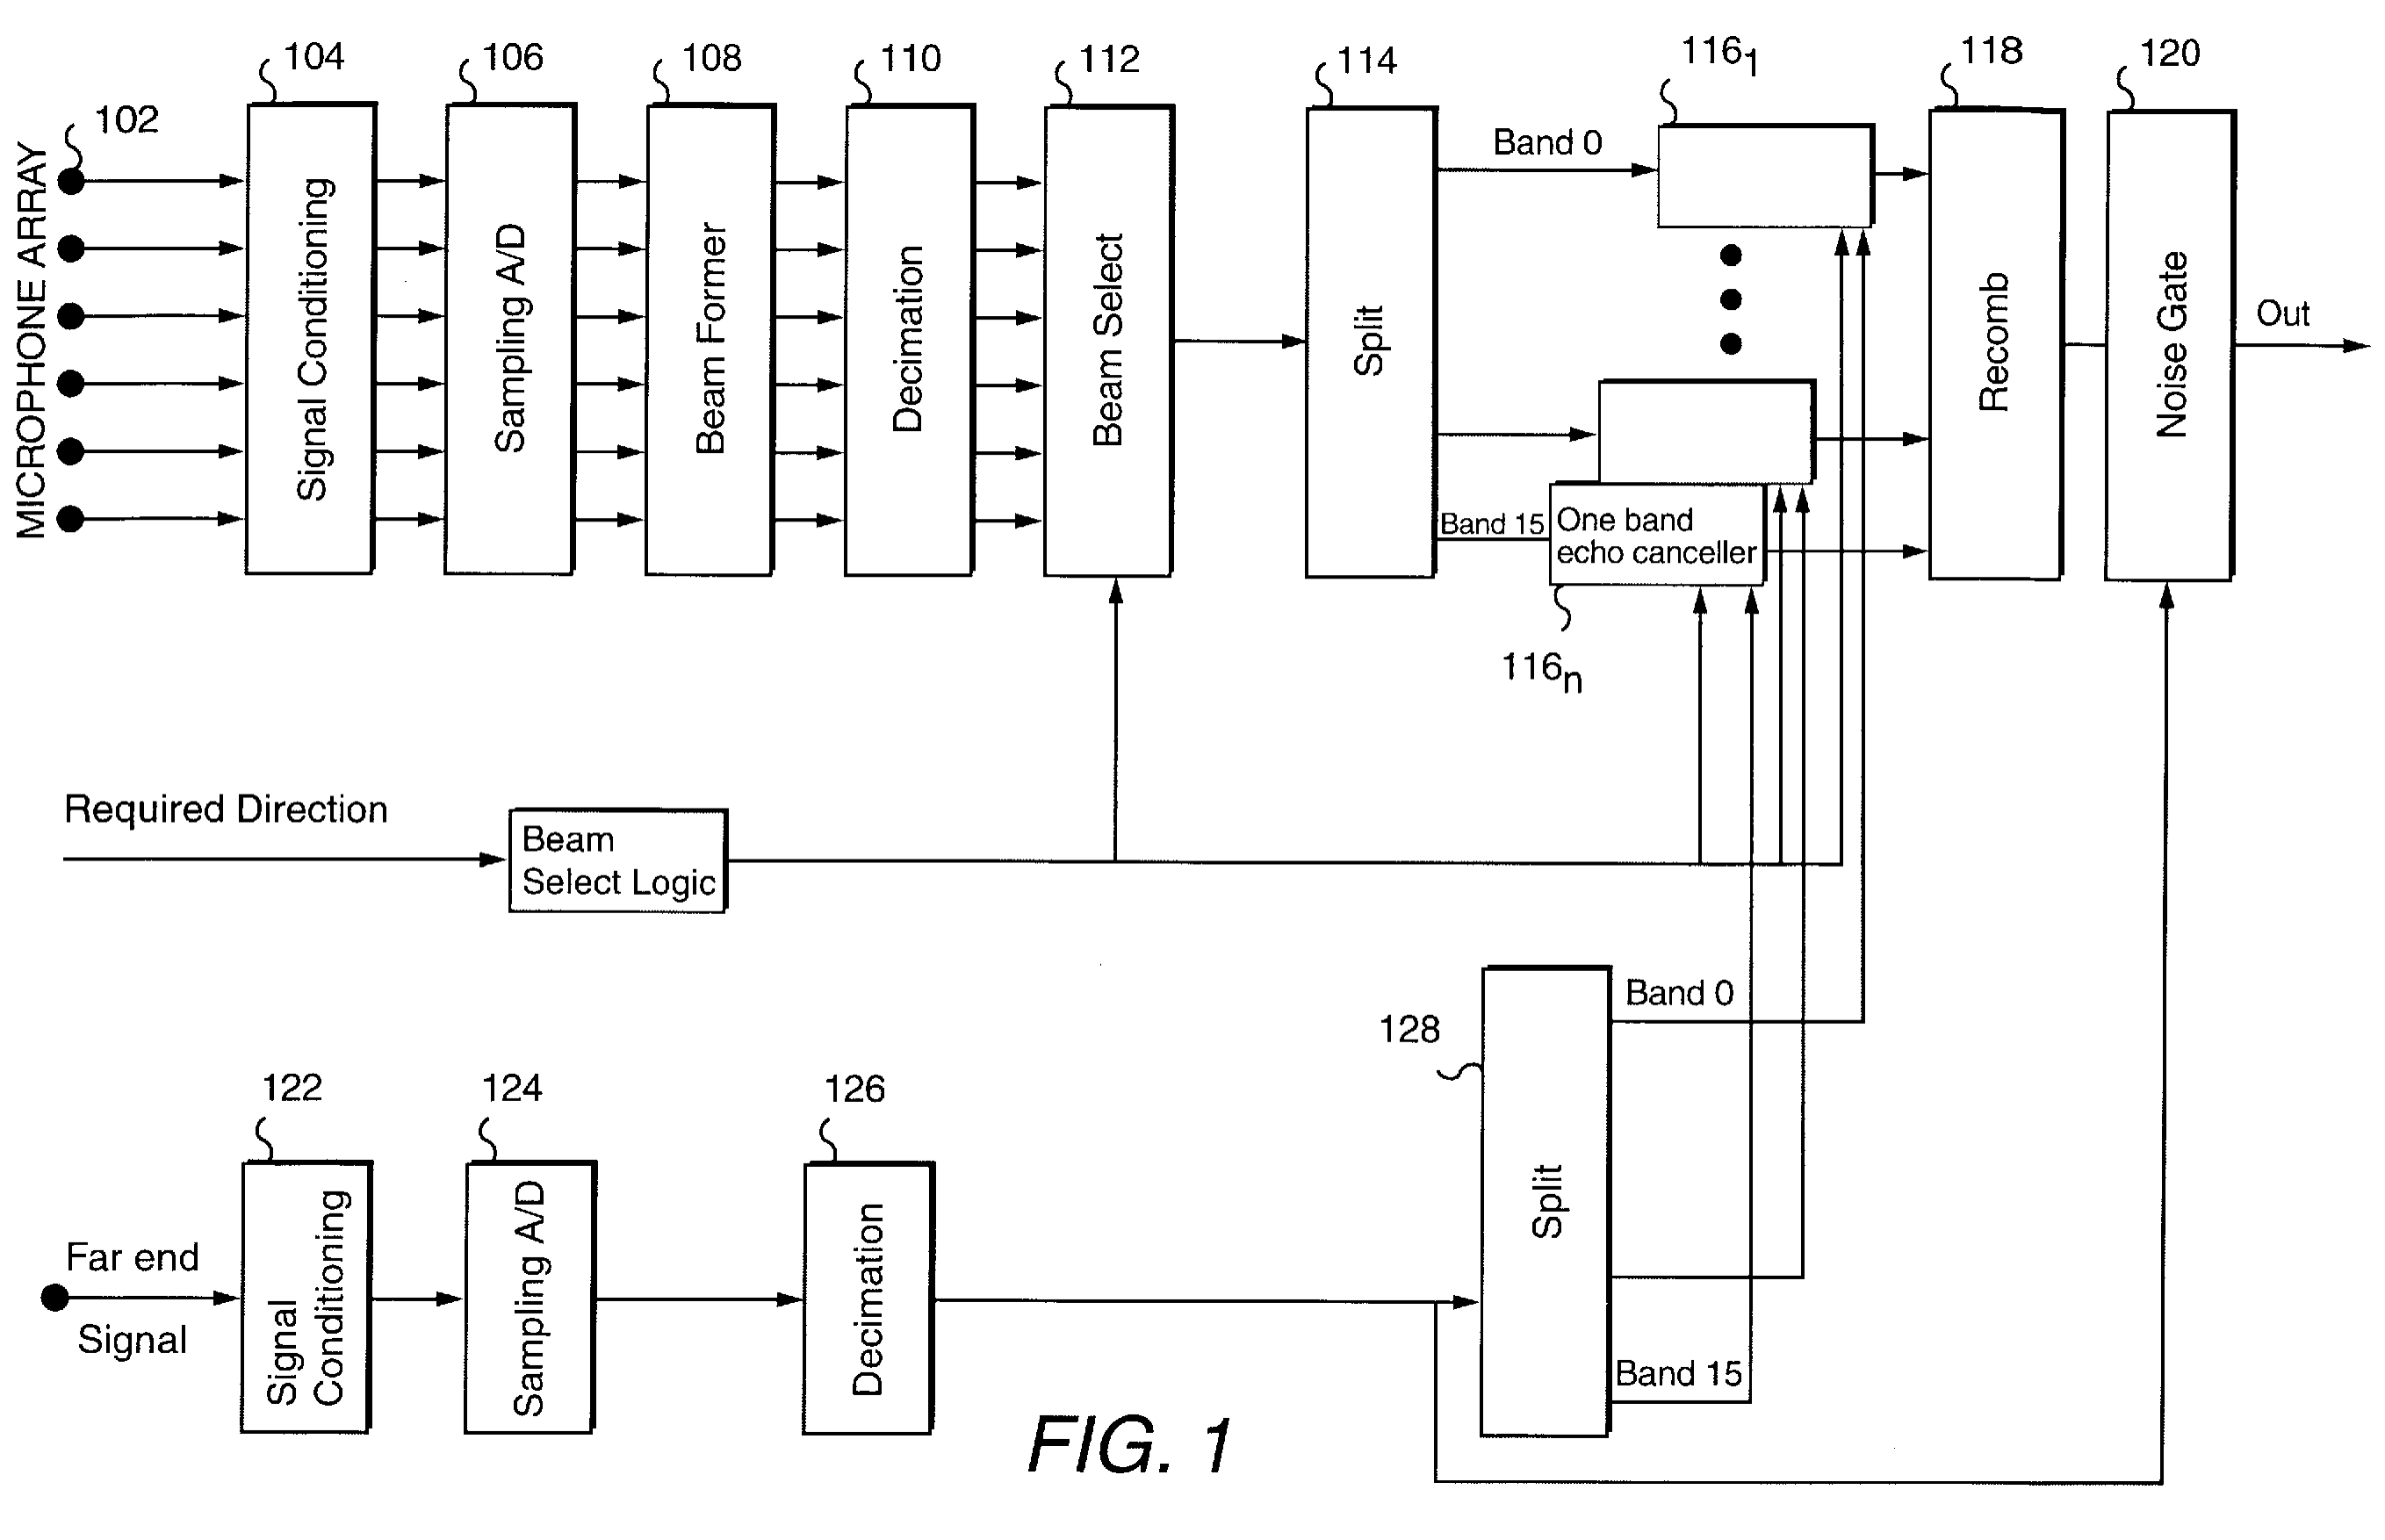 104
106
108
110
112
114
116₁
118
120
102
MICROPHONE ARRAY
Signal Conditioning
Sampling A/D
Beam Former
Decimation
Beam Select
Split
Band 0
Band 15
One band
echo canceller
116ₙ
Recomb
Noise Gate
Out
Required Direction
Beam
Select Logic
128
Split
Band 0
Band 15
122
124
126
Far end
Signal
Signal
Conditioning
Sampling A/D
Decimation
FIG. 1